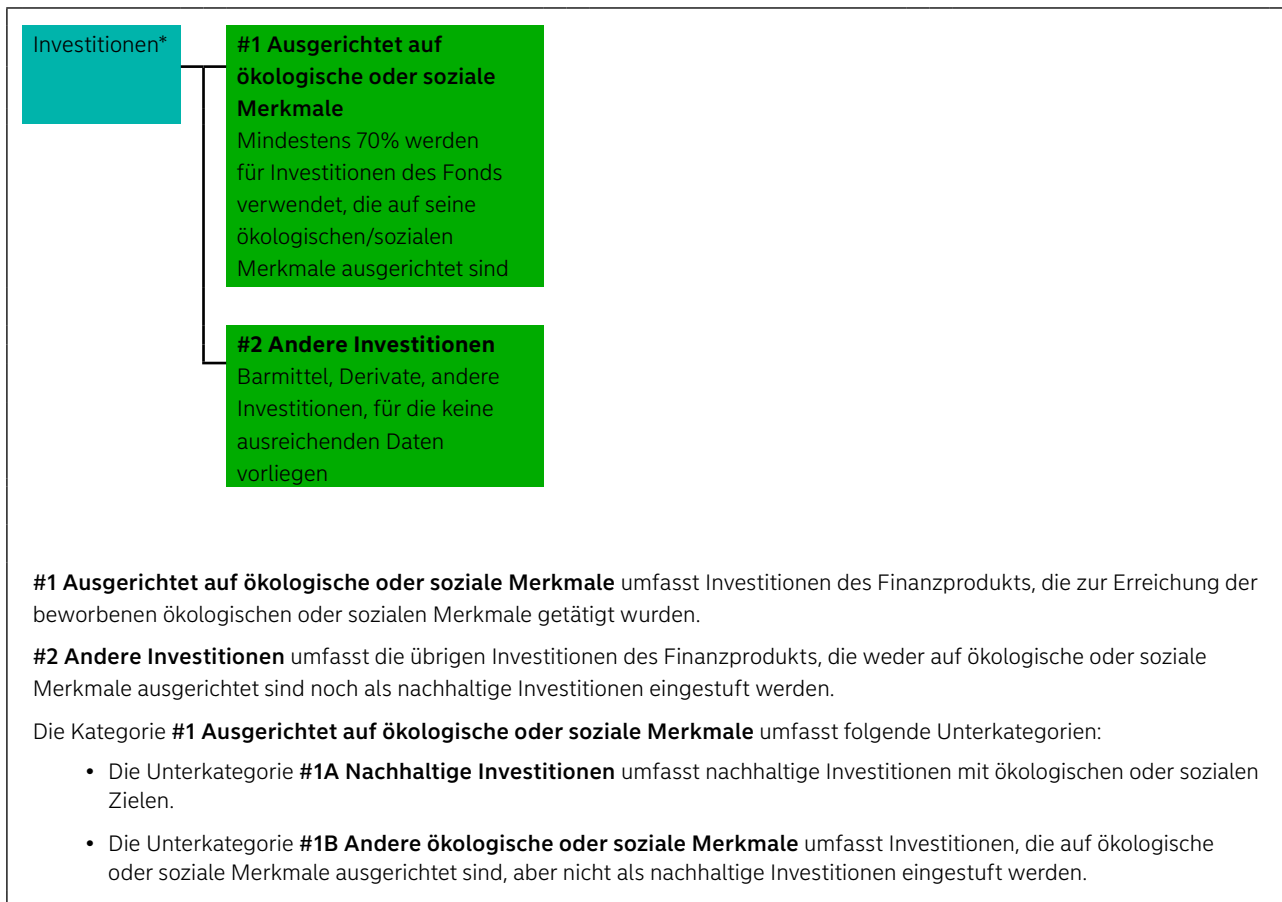 Investitionen*
#1 Ausgerichtet auf
ökologische oder soziale
Merkmale
Mindestens 70% werden
für Investitionen des Fonds
verwendet, die auf seine
ökologischen/sozialen
Merkmale ausgerichtet sind
#2 Andere Investitionen
Barmittel, Derivate, andere
Investitionen, für die keine
ausreichenden Daten
vorliegen
#1 Ausgerichtet auf ökologische oder soziale Merkmale umfasst Investitionen des Finanzprodukts, die zur Erreichung der
beworbenen ökologischen oder sozialen Merkmale getätigt wurden.
#2 Andere Investitionen umfasst die übrigen Investitionen des Finanzprodukts, die weder auf ökologische oder soziale
Merkmale ausgerichtet sind noch als nachhaltige Investitionen eingestuft werden.
Die Kategorie #1 Ausgerichtet auf ökologische oder soziale Merkmale umfasst folgende Unterkategorien:
• Die Unterkategorie #1A Nachhaltige Investitionen umfasst nachhaltige Investitionen mit ökologischen oder sozialen
Zielen.
• Die Unterkategorie #1B Andere ökologische oder soziale Merkmale umfasst Investitionen, die auf ökologische
oder soziale Merkmale ausgerichtet sind, aber nicht als nachhaltige Investitionen eingestuft werden.